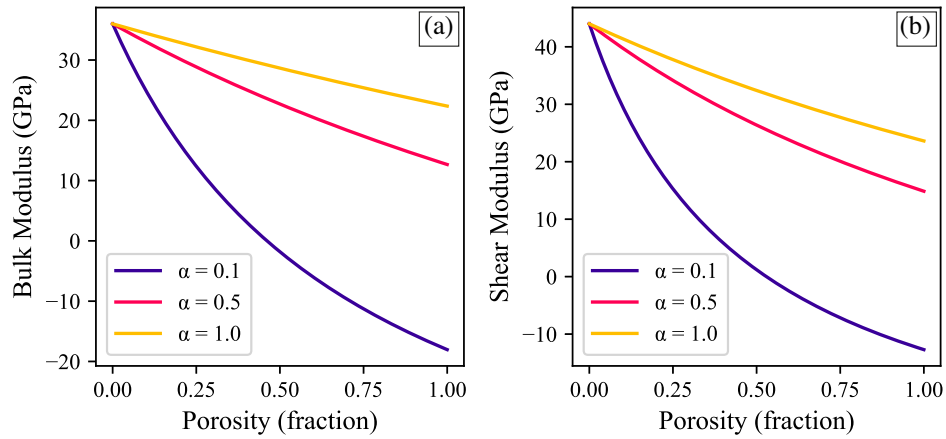 (a)
Bulk Modulus (GPa)
30
20
10
0
−10
−20
α = 0.1
α = 0.5
α = 1.0
0.00 0.25 0.50 0.75 1.00
Porosity (fraction)
(b)
Shear Modulus (GPa)
40
30
20
10
0
−10
α = 0.1
α = 0.5
α = 1.0
0.00 0.25 0.50 0.75 1.00
Porosity (fraction)